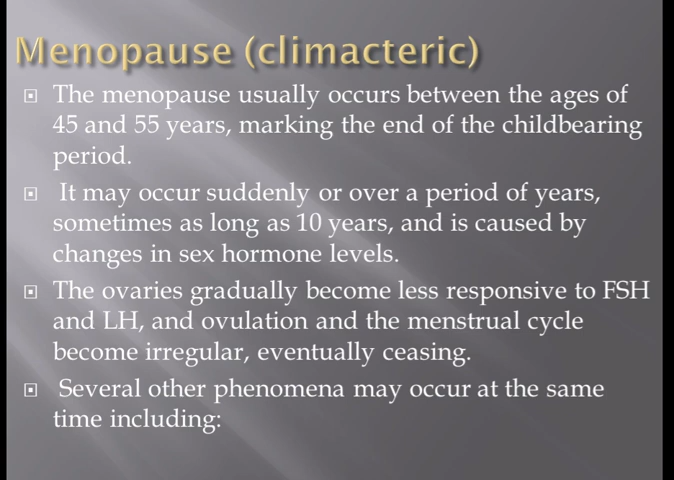 Menopause (climacteric)
The menopause usually occurs between the ages of
45 and 55 years, marking the end of the childbearing
period.
It may occur suddenly or over a period of years,
sometimes as long as 10 years, and is caused by
changes in sex hormone levels.
The ovaries gradually become less responsive to FSH
and LH, and ovulation and the menstrual cycle
become irregular, eventually ceasing.
Several other phenomena may occur at the same
time including: